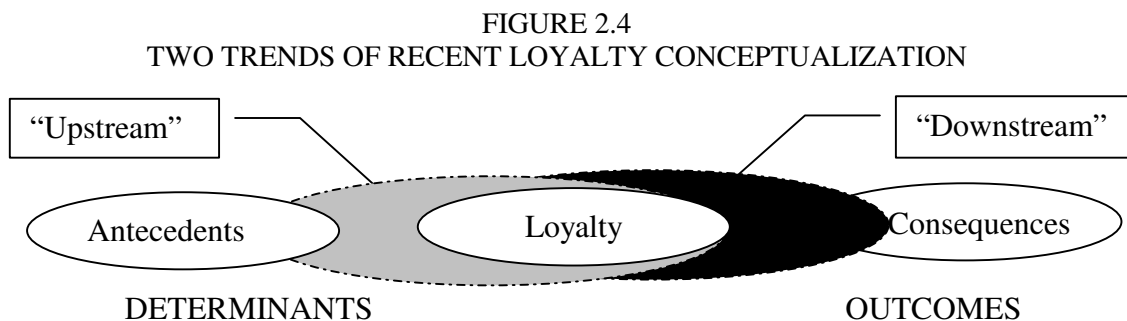 FIGURE 2.4
TWO TRENDS OF RECENT LOYALTY CONCEPTUALIZATION
“Upstream”
“Downstream”
Antecedents
Loyalty
Consequences
DETERMINANTS
OUTCOMES